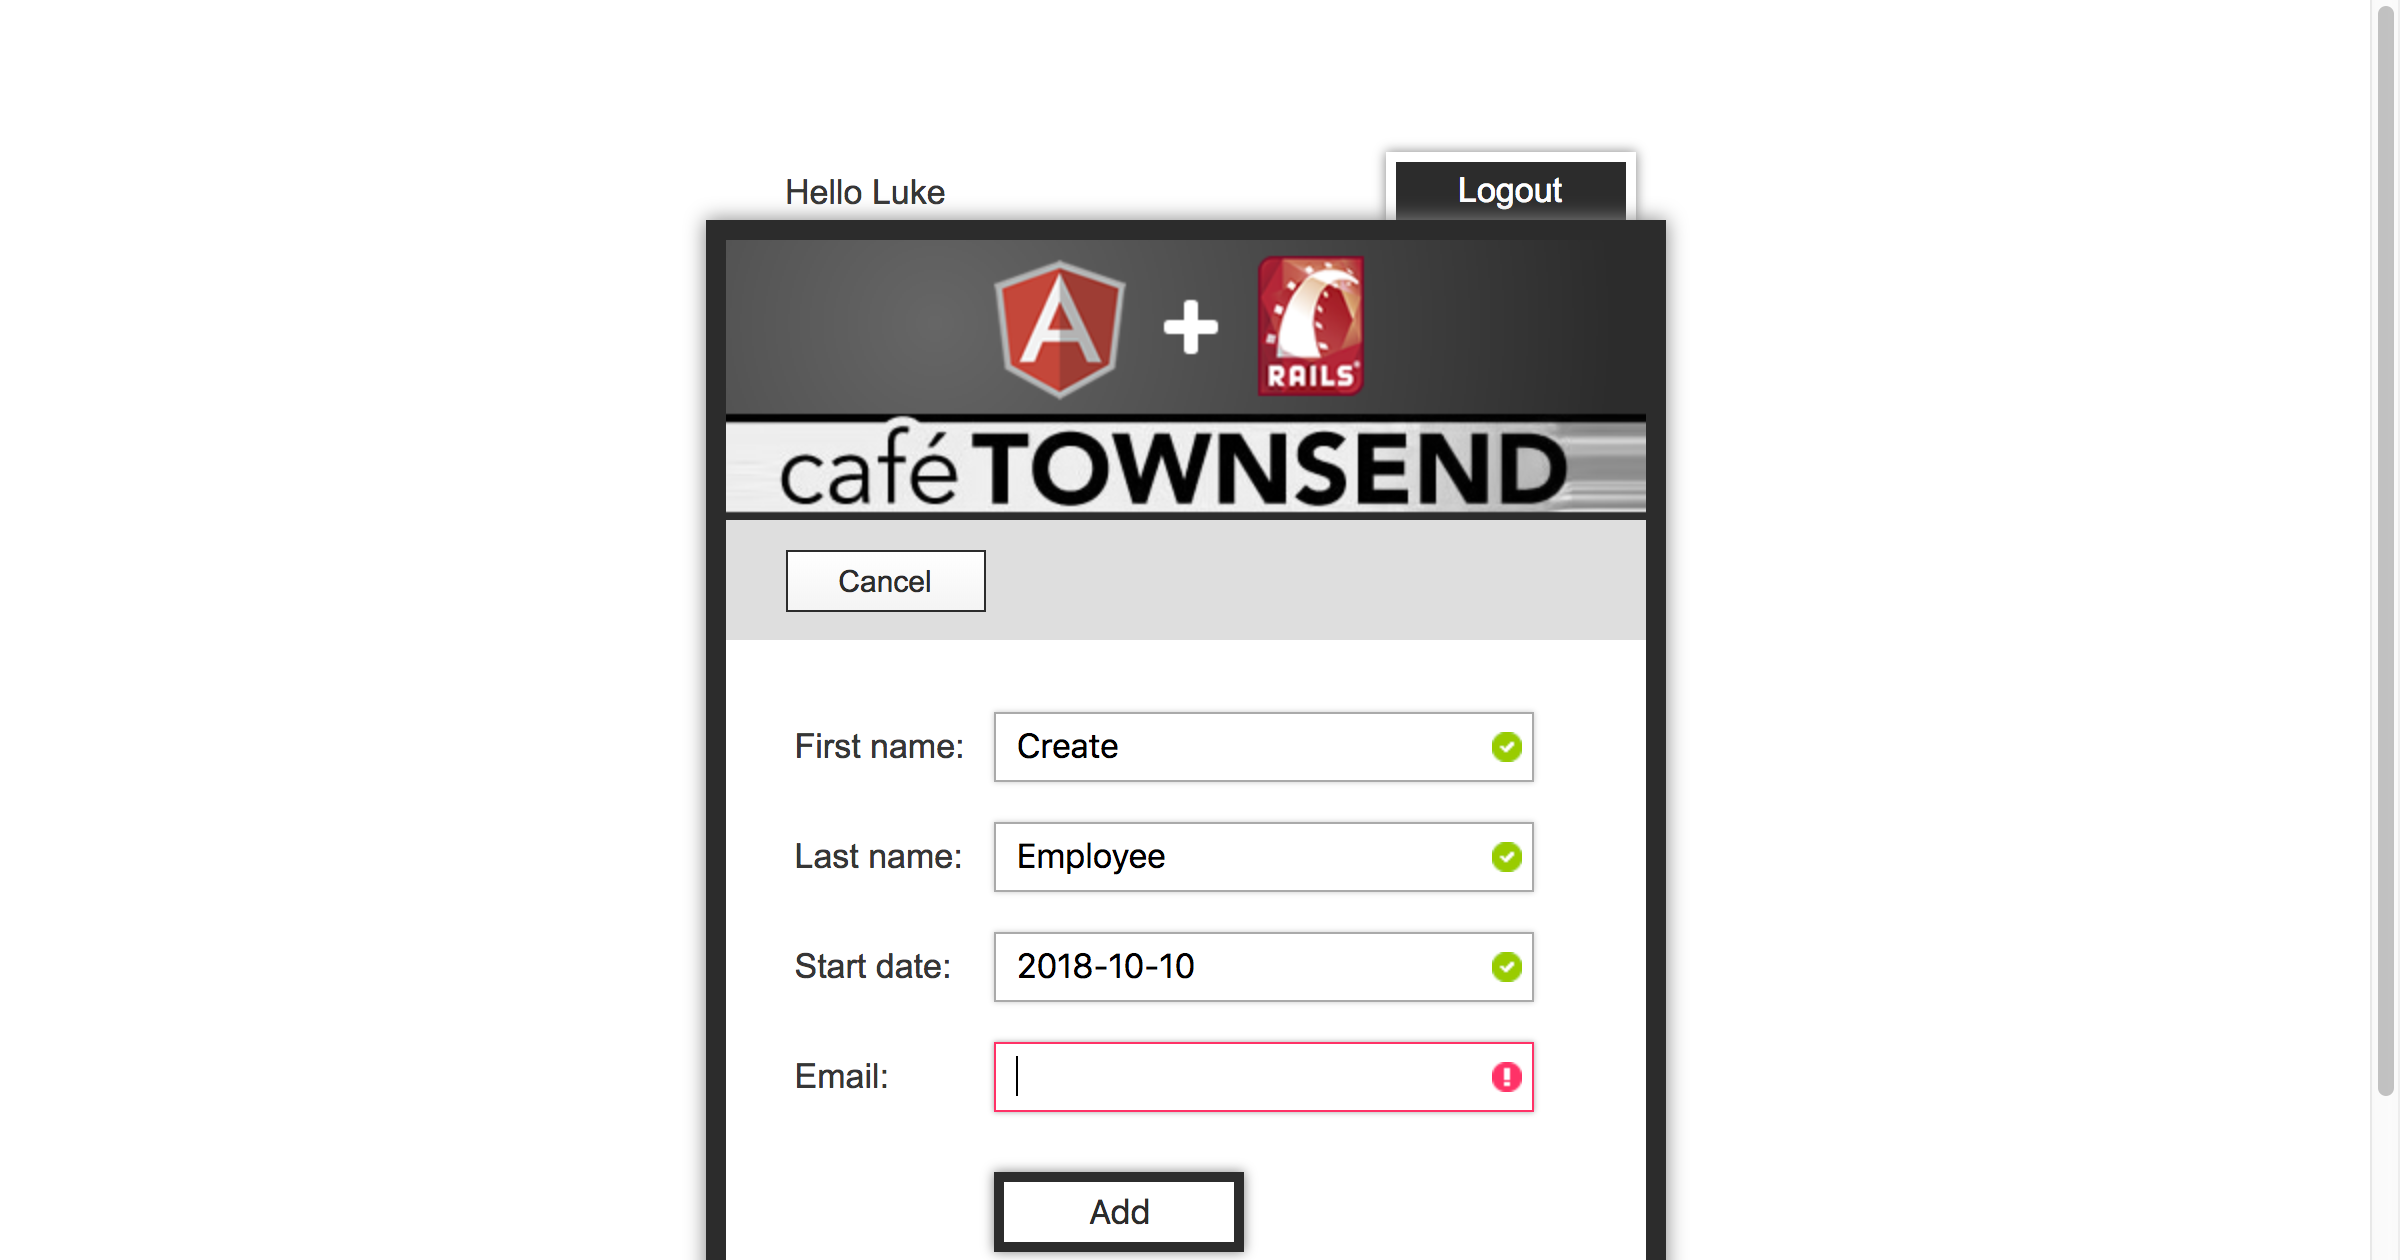 Hello Luke
Logout
A + RAILS
café TOWNSEND
Cancel
First name: Create
Last name: Employee
Start date: 2018-10-10
Email:
Add